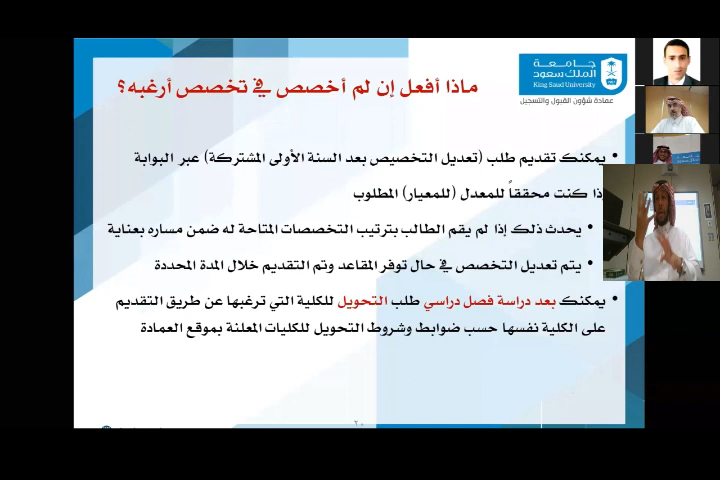 جامعة
الملك سعود
King Saud University
عمادة شؤون القبول والتسجيل
ماذا أفعل إن لم أخصص في تخصص أرغبه؟
• يمكنك تقديم طلب (تعديل التخصيص بعد السنة الأولى المشتركة) عبر البوابة
إذا كنت محققاً للمعدل (للمعيار) المطلوب
• يحدث ذلك إذا لم يقم الطالب بترتيب التخصصات المتاحة له ضمن مساره بعناية
• يتم تعديل التخصص في حال توفر المقاعد وتم التقديم خلال المدة المحددة
• يمكنك بعد دراسة فصل دراسي طلب التحويل للكلية التي ترغبها عن طريق التقديم
على الكلية نفسها حسب ضوابط وشروط التحويل للكليات المعلنة بموقع العمادة
٢٠